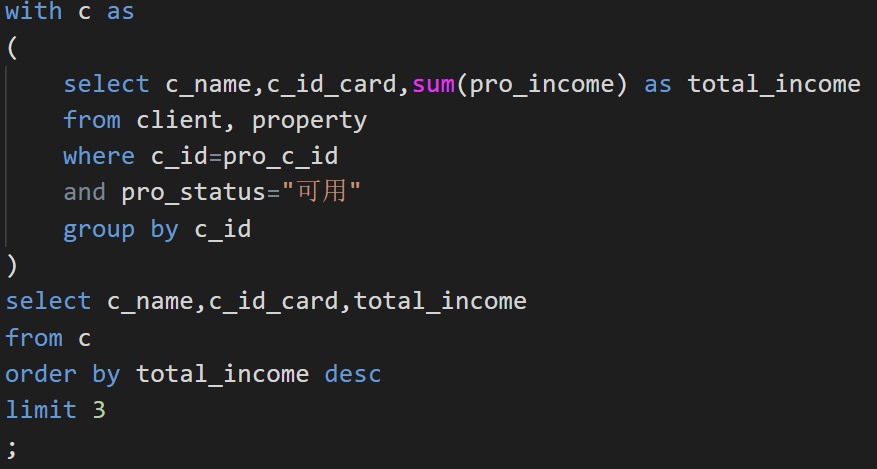 with c as
(
    select c_name,c_id_card,sum(pro_income) as total_income
    from client, property
    where c_id=pro_c_id
    and pro_status="可用"
    group by c_id
)
select c_name,c_id_card,total_income
from c
order by total_income desc
limit 3
;